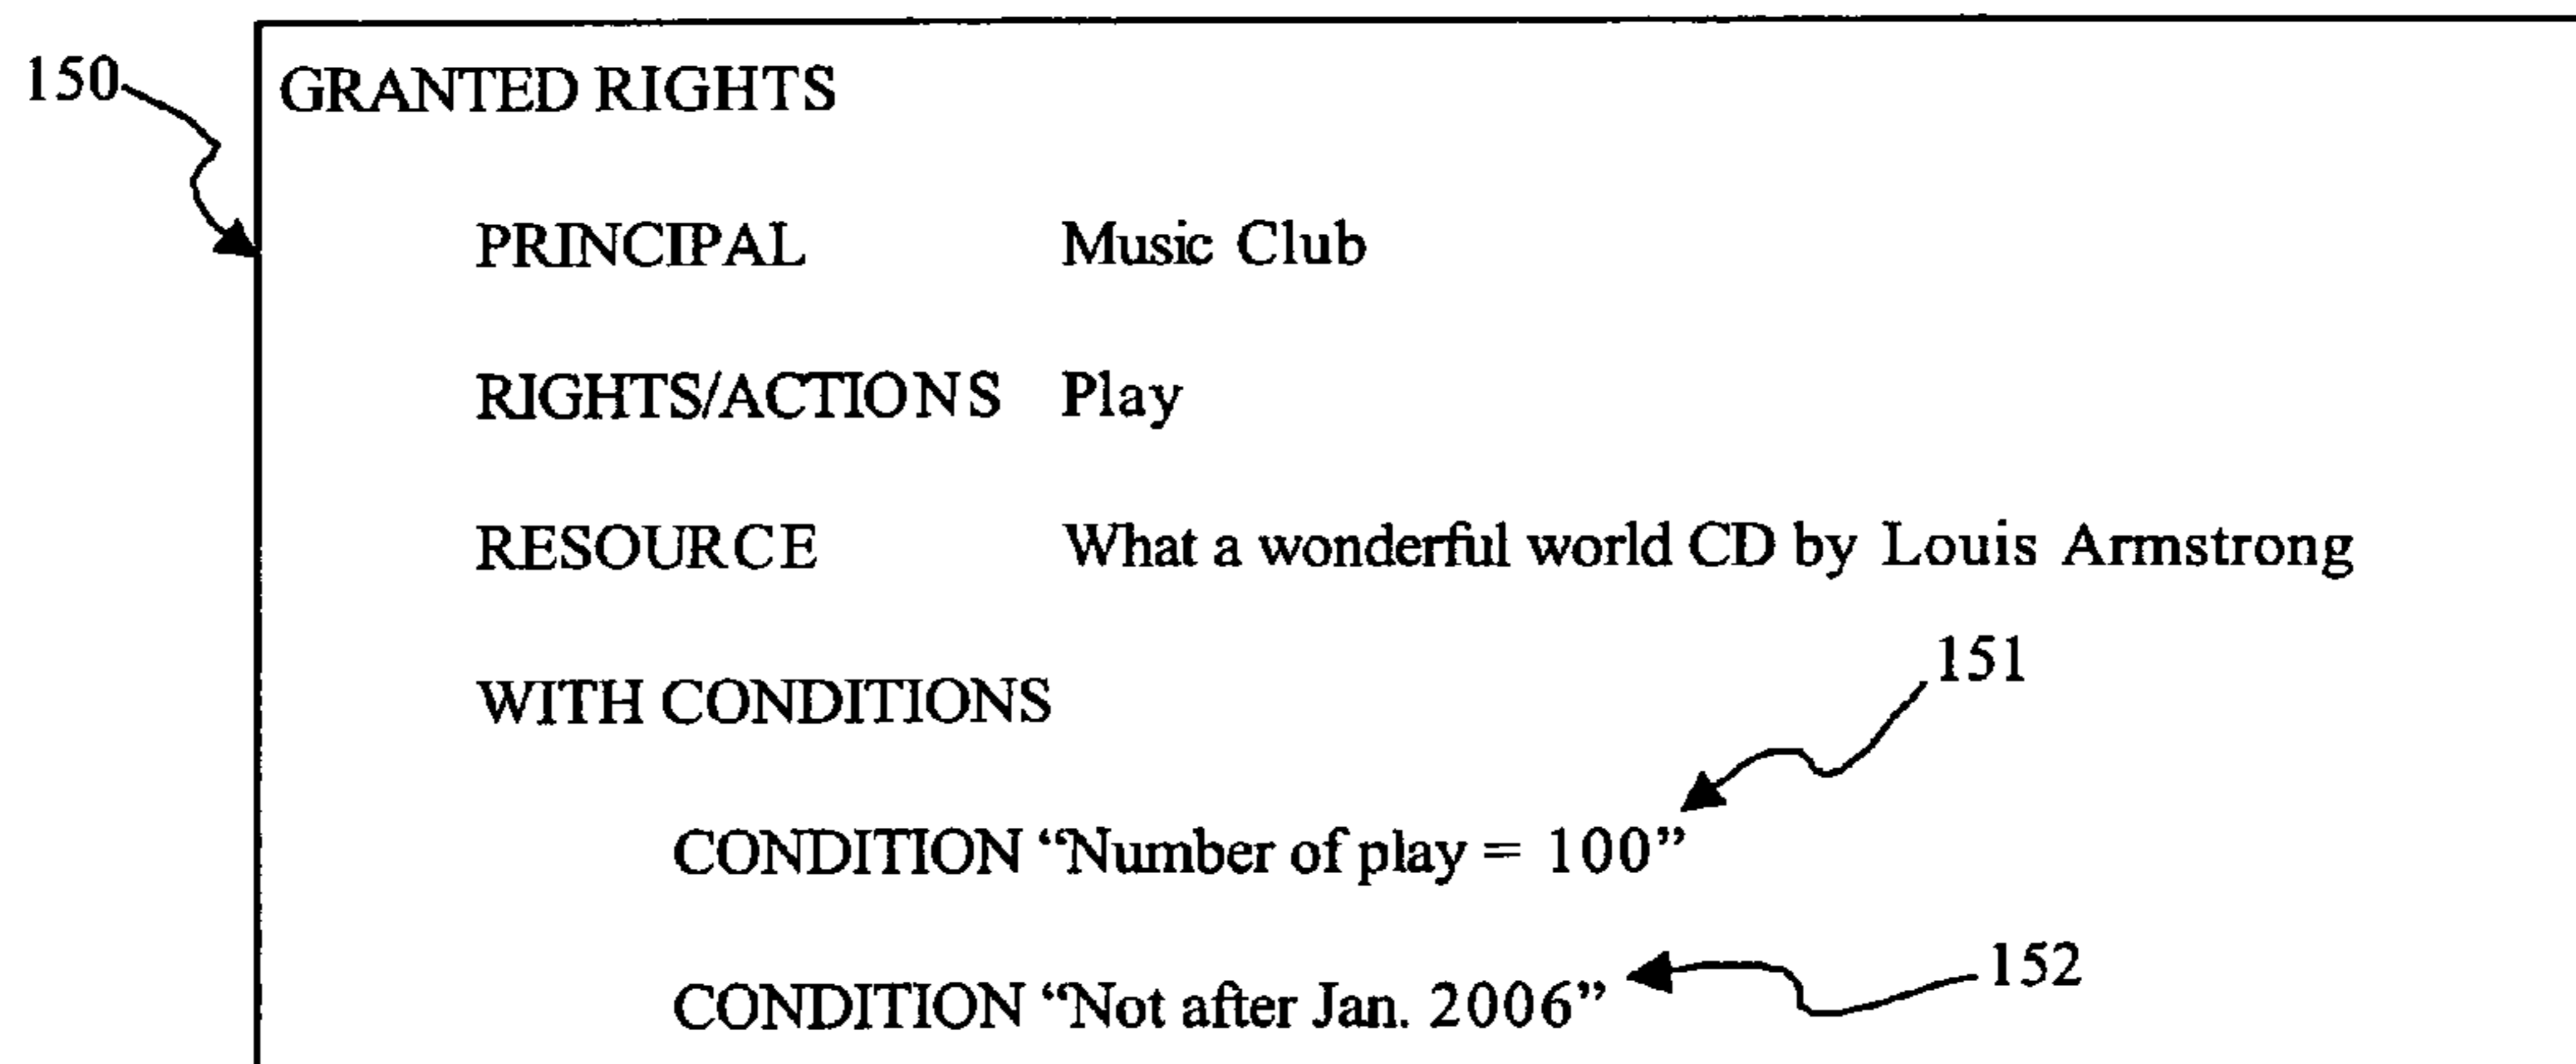 150
GRANTED RIGHTS
PRINCIPAL Music Club
RIGHTS/ACTIONS Play
RESOURCE What a wonderful world CD by Louis Armstrong
151
WITH CONDITIONS
CONDITION “Number of play = 100”
152
CONDITION “Not after Jan. 2006”